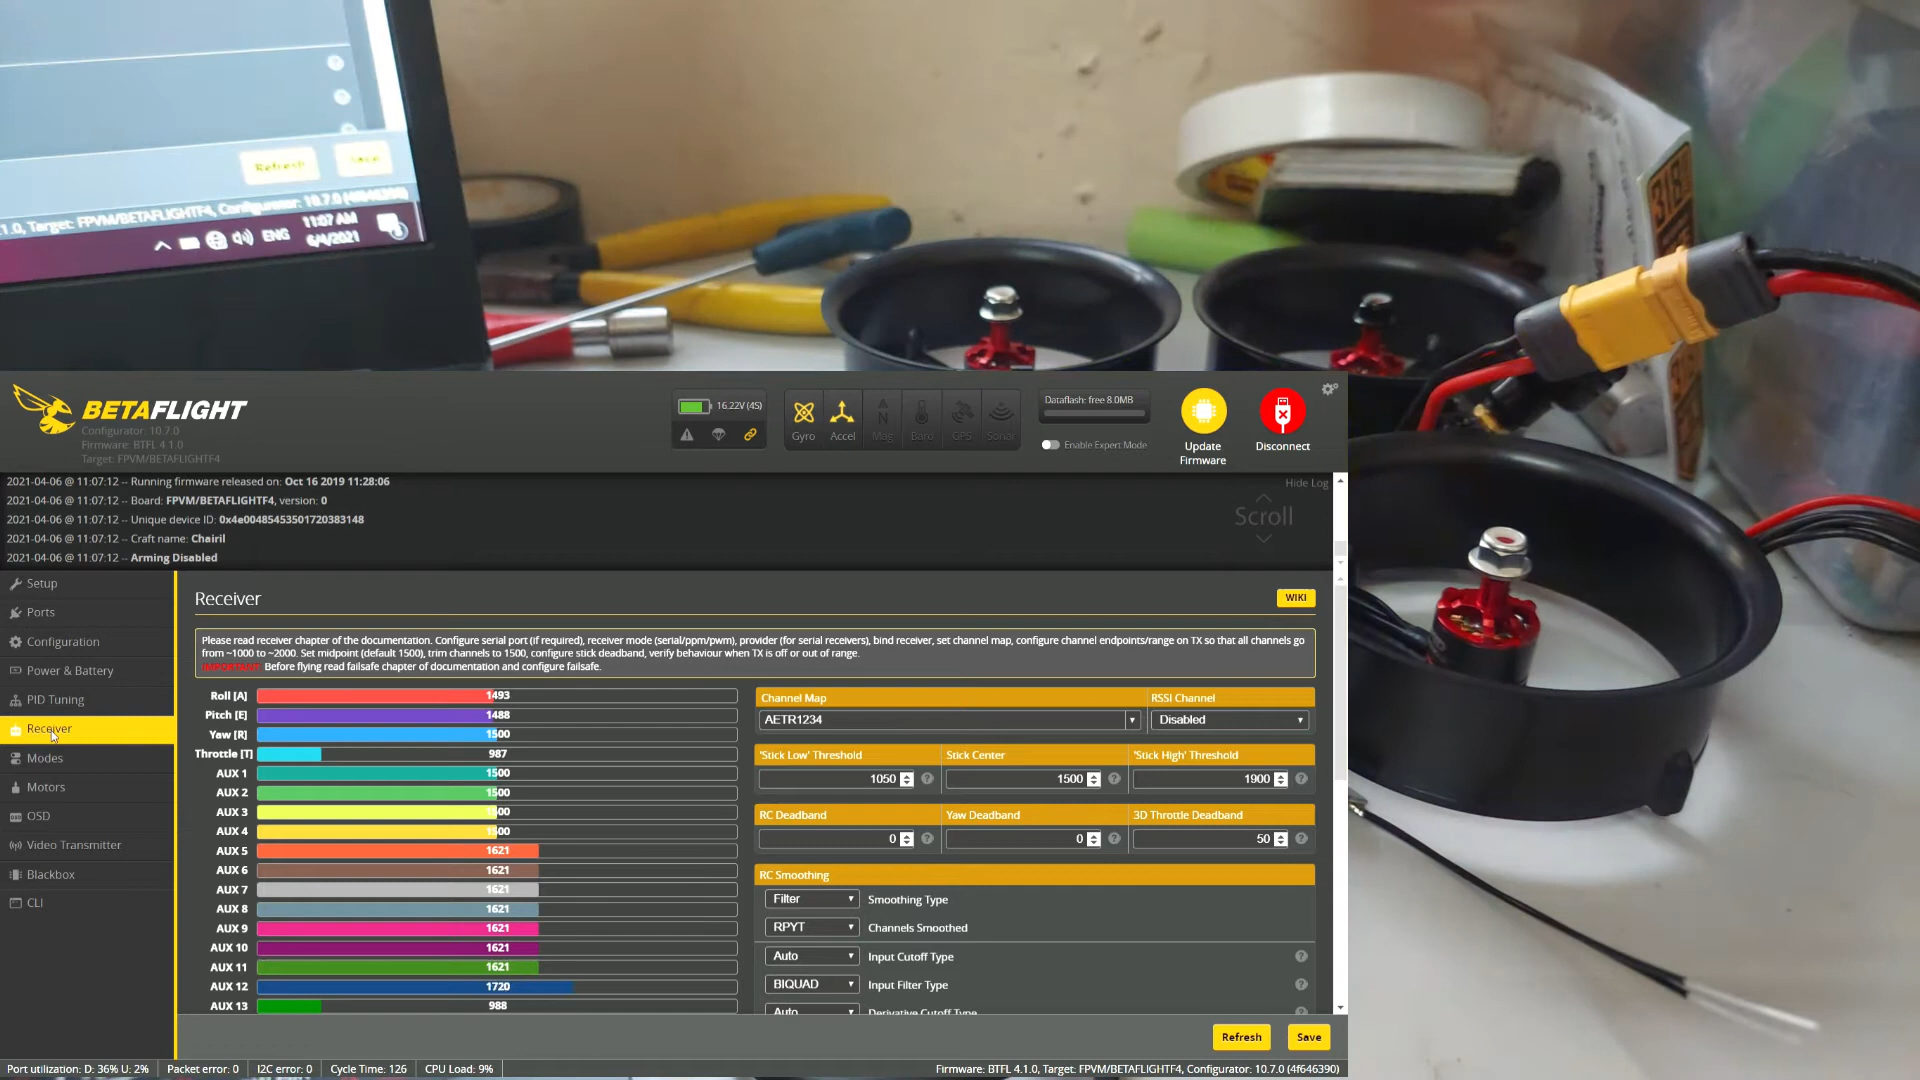 Refresh
Save
1.0, Target: FPVM/BETAFLIGHTF4, Configurator: 10.7.0 (4f646390)
11:07 AM
ENG
6/4/2021
318
BETAFLIGHT
Configurator: 10.7.0
Firmware: BTFL 4.1.0
Target: FPVM/BETAFLIGHTF4
16.22V (4S)
Gyro
Accel
Mag
Baro
GPS
Sonar
Dataflash: free 8.0MB
Enable Expert Mode
Update
Firmware
Disconnect
2021-04-06 @ 11:07:12 -- Running firmware released on: Oct 16 2019 11:28:06
2021-04-06 @ 11:07:12 -- Board: FPVM/BETAFLIGHTF4, version: 0
2021-04-06 @ 11:07:12 -- Unique device ID: 0x4e00485453501720383148
2021-04-06 @ 11:07:12 -- Craft name: Chairil
2021-04-06 @ 11:07:12 -- Arming Disabled
Hide Log
Scroll
Setup
Ports
Configuration
Power & Battery
PID Tuning
Receiver
Modes
Motors
OSD
Video Transmitter
Blackbox
CLI
Receiver
WIKI
Please read receiver chapter of the documentation. Configure serial port (if required), receiver mode (serial/ppm/pwm), provider (for serial receivers), bind receiver, set channel map, configure channel endpoints/range on TX so that all channels go
from ~1000 to ~2000. Set midpoint (default 1500), trim channels to 1500, configure stick deadband, verify behaviour when TX is off or out of range.
IMPORTANT: Before flying read failsafe chapter of documentation and configure failsafe.
Roll [A] 1493
Pitch [E] 1488
Yaw [R] 1500
Throttle [T] 987
AUX 1 1500
AUX 2 1500
AUX 3 1500
AUX 4 1500
AUX 5 1621
AUX 6 1621
AUX 7 1621
AUX 8 1621
AUX 9 1621
AUX 10 1621
AUX 11 1621
AUX 12 1720
AUX 13 988
Channel Map
RSSI Channel
AETR1234
Disabled
'Stick Low' Threshold
Stick Center
'Stick High' Threshold
1050
1500
1900
RC Deadband
Yaw Deadband
3D Throttle Deadband
0
0
50
RC Smoothing
Filter Smoothing Type
RPYT Channels Smoothed
Auto Input Cutoff Type
BIQUAD Input Filter Type
Auto Derivative Cutoff Type
Refresh
Save
Port utilization: D: 36% U: 2%
Packet error: 0
I2C error: 0
Cycle Time: 126
CPU Load: 9%
Firmware: BTFL 4.1.0, Target: FPVM/BETAFLIGHTF4, Configurator: 10.7.0 (4f646390)